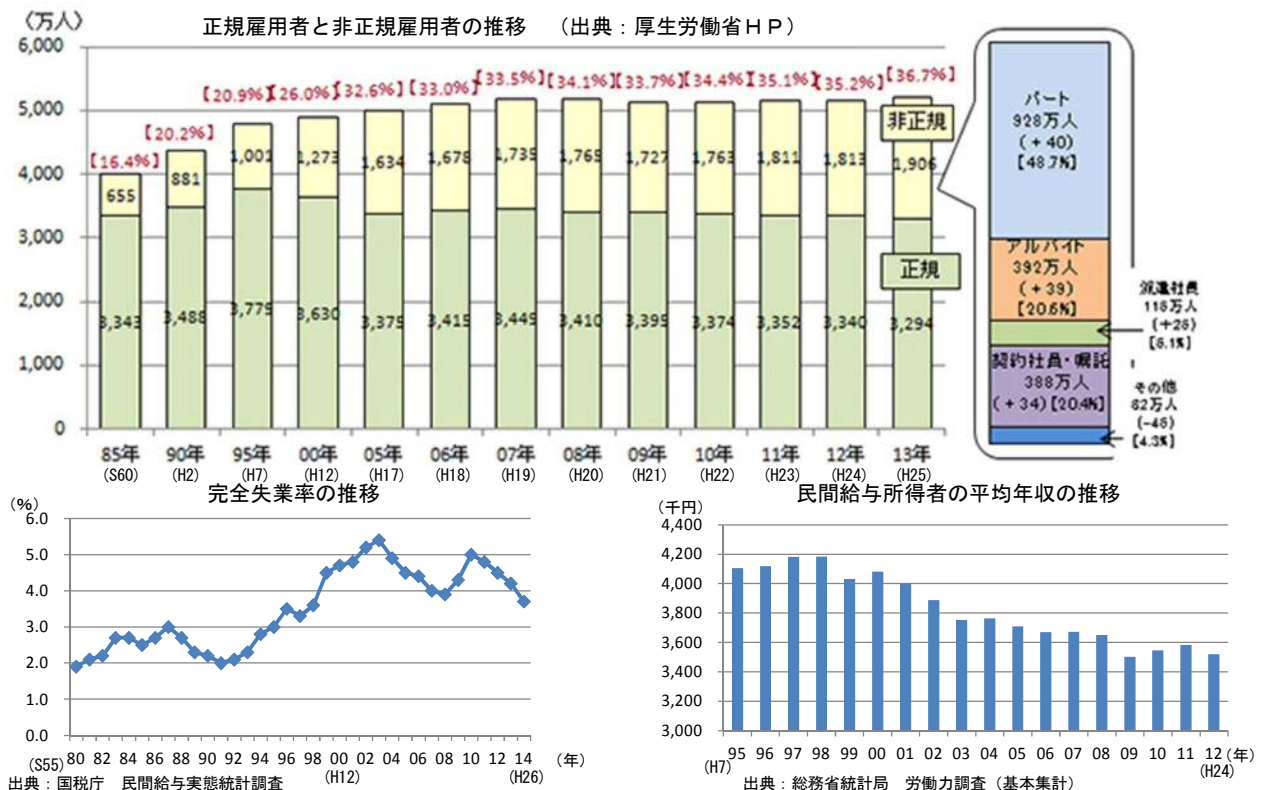 (万人)
正規雇用者と非正規雇用者の推移 (出典:厚生労働省HP)
6,000
5,000
4,000
3,000
2,000
1,000
0
【16.4%】
【20.2%】
【20.9%】
【26.0%】
【32.6%】
【33.0%】
【33.5%】
【34.1%】
【33.7%】
【34.4%】
【35.1%】
【35.2%】
【36.7%】
655
881
1,001
1,273
1,634
1,678
1,735
1,765
1,727
1,763
1,811
1,813
1,906
非正規
3,343
3,488
3,779
3,630
3,375
3,415
3,449
3,410
3,395
3,374
3,352
3,340
3,294
正規
85年 90年 95年 00年 05年 06年 07年 08年 09年 10年 11年 12年 13年
(S60) (H2) (H7) (H12) (H17) (H18) (H19) (H20) (H21) (H22) (H23) (H24) (H25)
パート
928万人
(+40)
[48.7%]
アルバイト
392万人
(+39)
[20.6%]
派遣社員
(+26)
[6.1%]
契約社員・嘱託
388万人
(+34)[20.4%]
その他
82万人
[4.3%]
完全失業率の推移
(%)
6.0
5.0
4.0
3.0
2.0
1.0
0.0
80 82 84 86 88 90 92 94 96 98 00 02 04 06 08 10 12 14 (年)
(S55) (H12) (H26)
出典:国税庁 民間給与実態統計調査
民間給与所得者の平均年収の推移
(千円)
4,400
4,200
4,000
3,800
3,600
3,400
3,200
3,000
95 96 97 98 99 00 01 02 03 04 05 06 07 08 09 10 11 12 (年)
(H7) (H24)
出典:総務省統計局 労働力調査(基本集計)